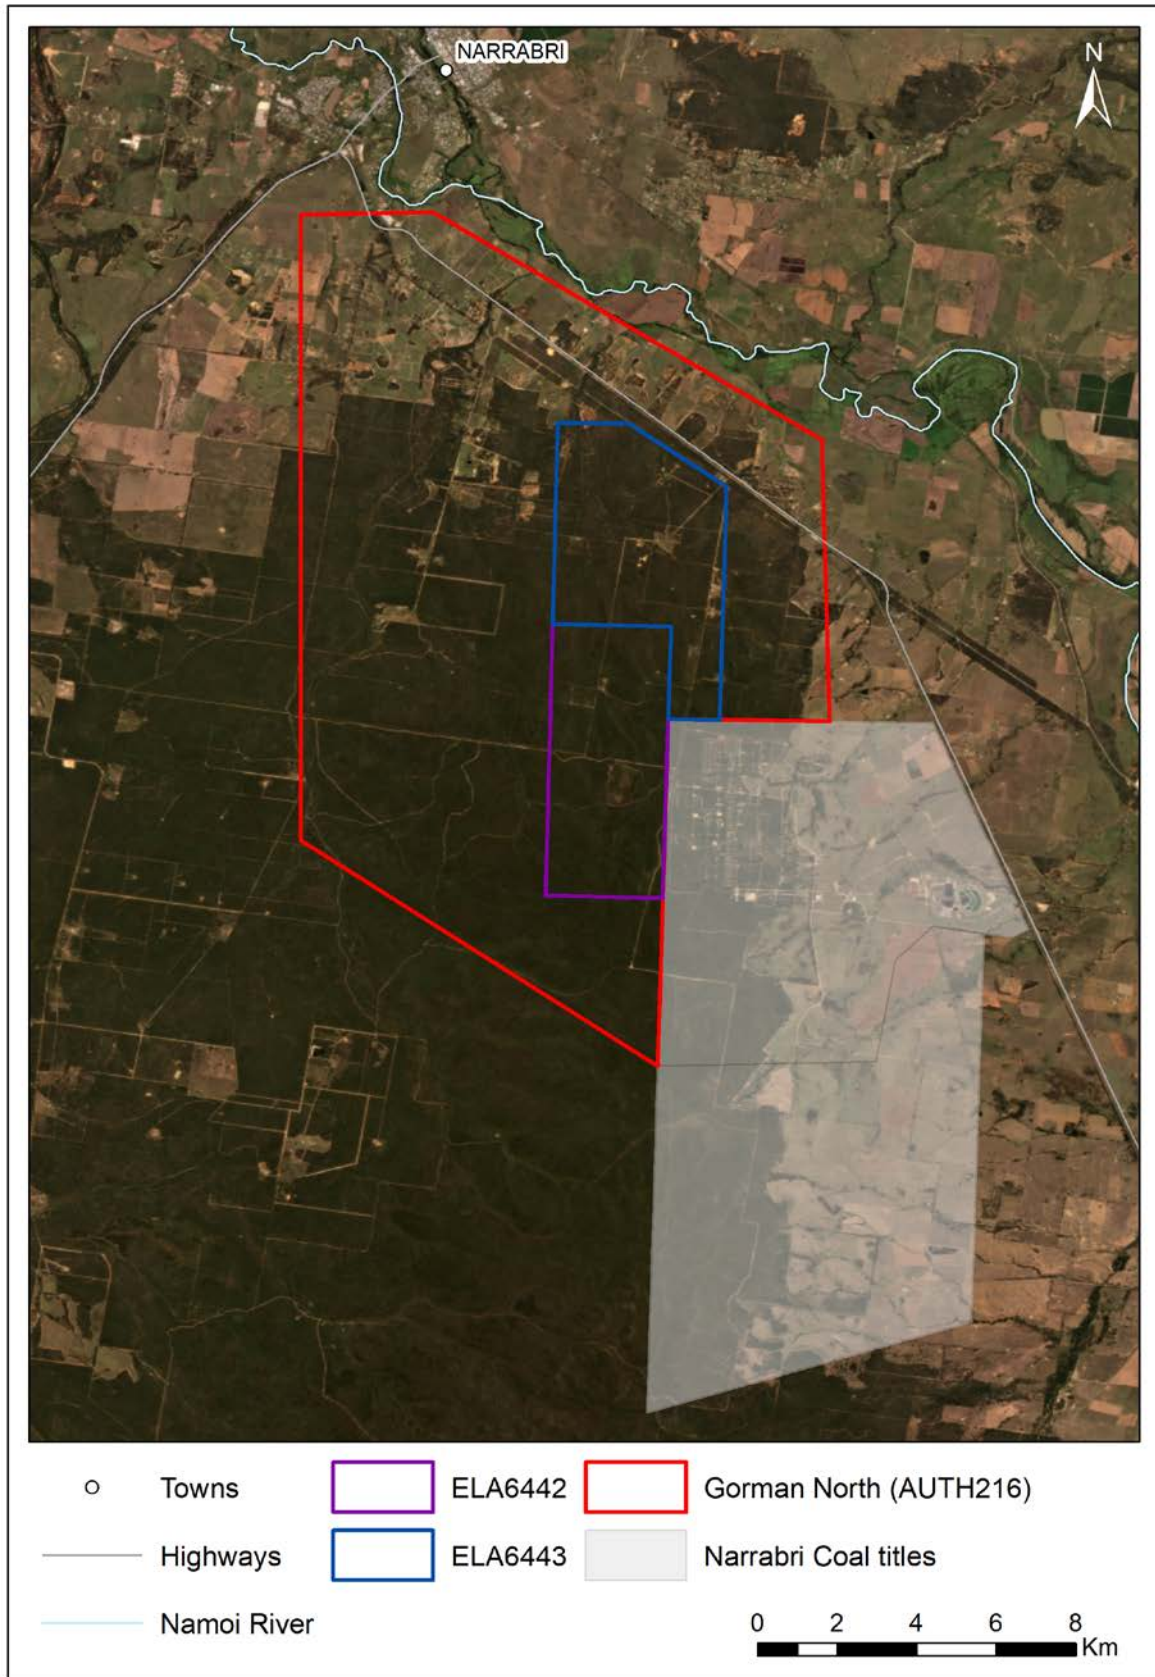 NARRABRI
N
Towns
ELA6442
Gorman North (AUTH216)
Highways
ELA6443
Narrabri Coal titles
Namoi River
0 2 4 6 8
Km